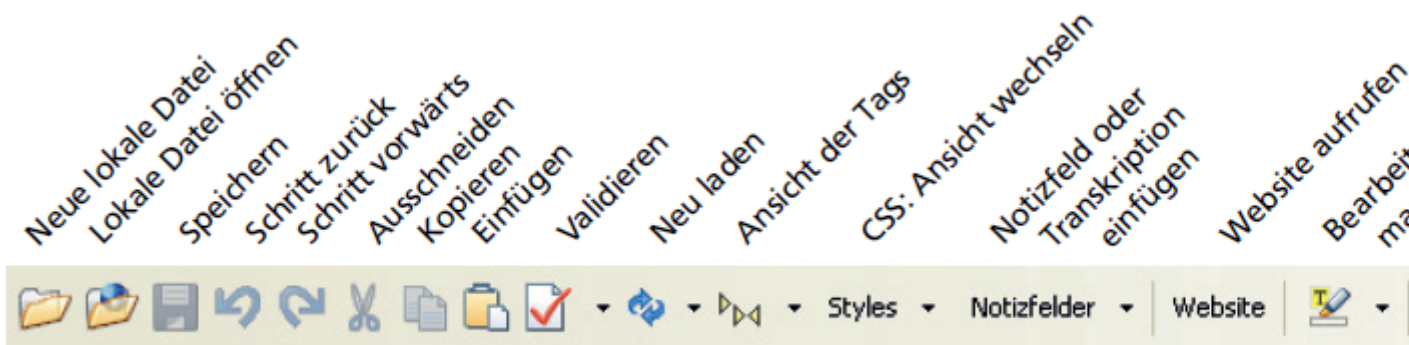 Neue lokale Datei
Lokale Datei öffnen
Speichern
Schritt zurück
Schritt vorwärts
Ausschneiden
Kopieren
Einfügen
Validieren
Neu laden
Ansicht der Tags
CSS: Ansicht wechseln
Notizfeld oder
Transkription
einfügen
Website aufrufen
Styles
Notizfelder
Website
T